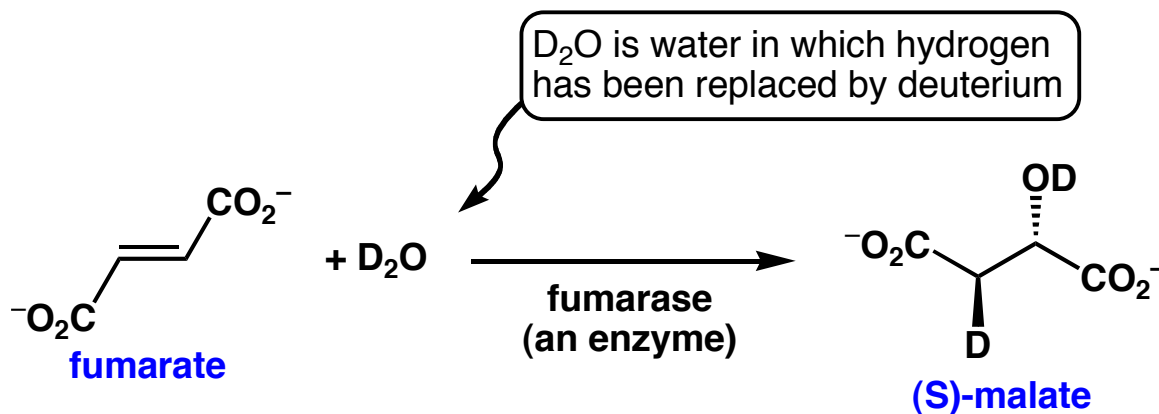 D₂O is water in which hydrogen
has been replaced by deuterium
CO₂⁻
⁻O₂C
fumarate
+ D₂O
fumarase
(an enzyme)
OD
⁻O₂C
CO₂⁻
D
(S)-malate